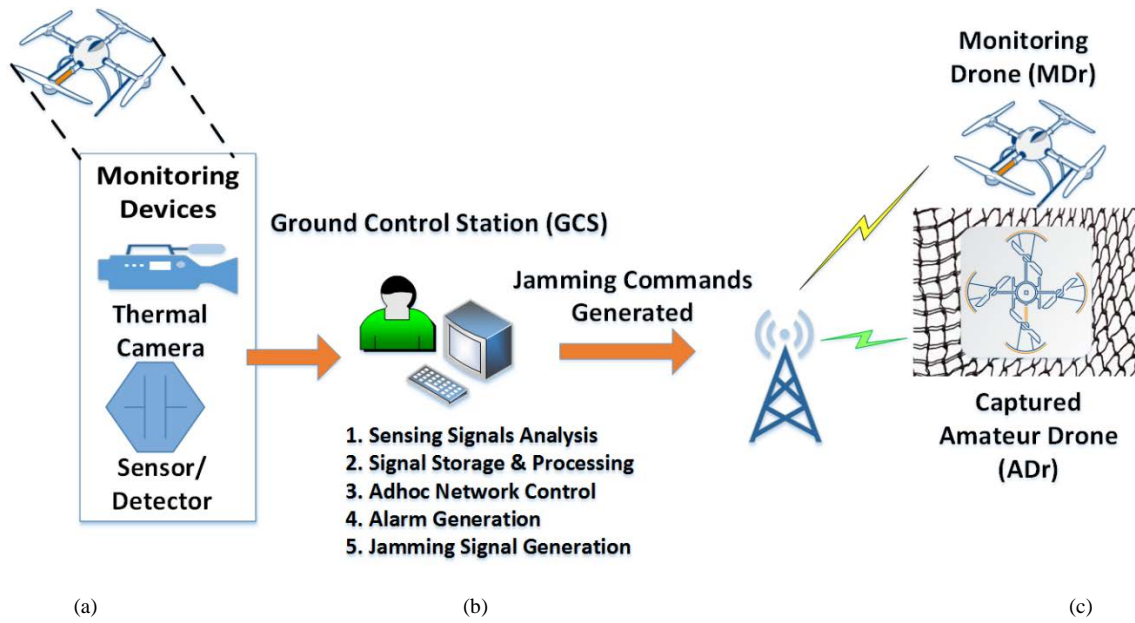 Monitoring
Devices
Thermal
Camera
Sensor/
Detector
Ground Control Station (GCS)
1. Sensing Signals Analysis
2. Signal Storage & Processing
3. Adhoc Network Control
4. Alarm Generation
5. Jamming Signal Generation
Jamming Commands
Generated
Monitoring
Drone (MDr)
Captured
Amateur Drone
(ADr)
(a)
(b)
(c)